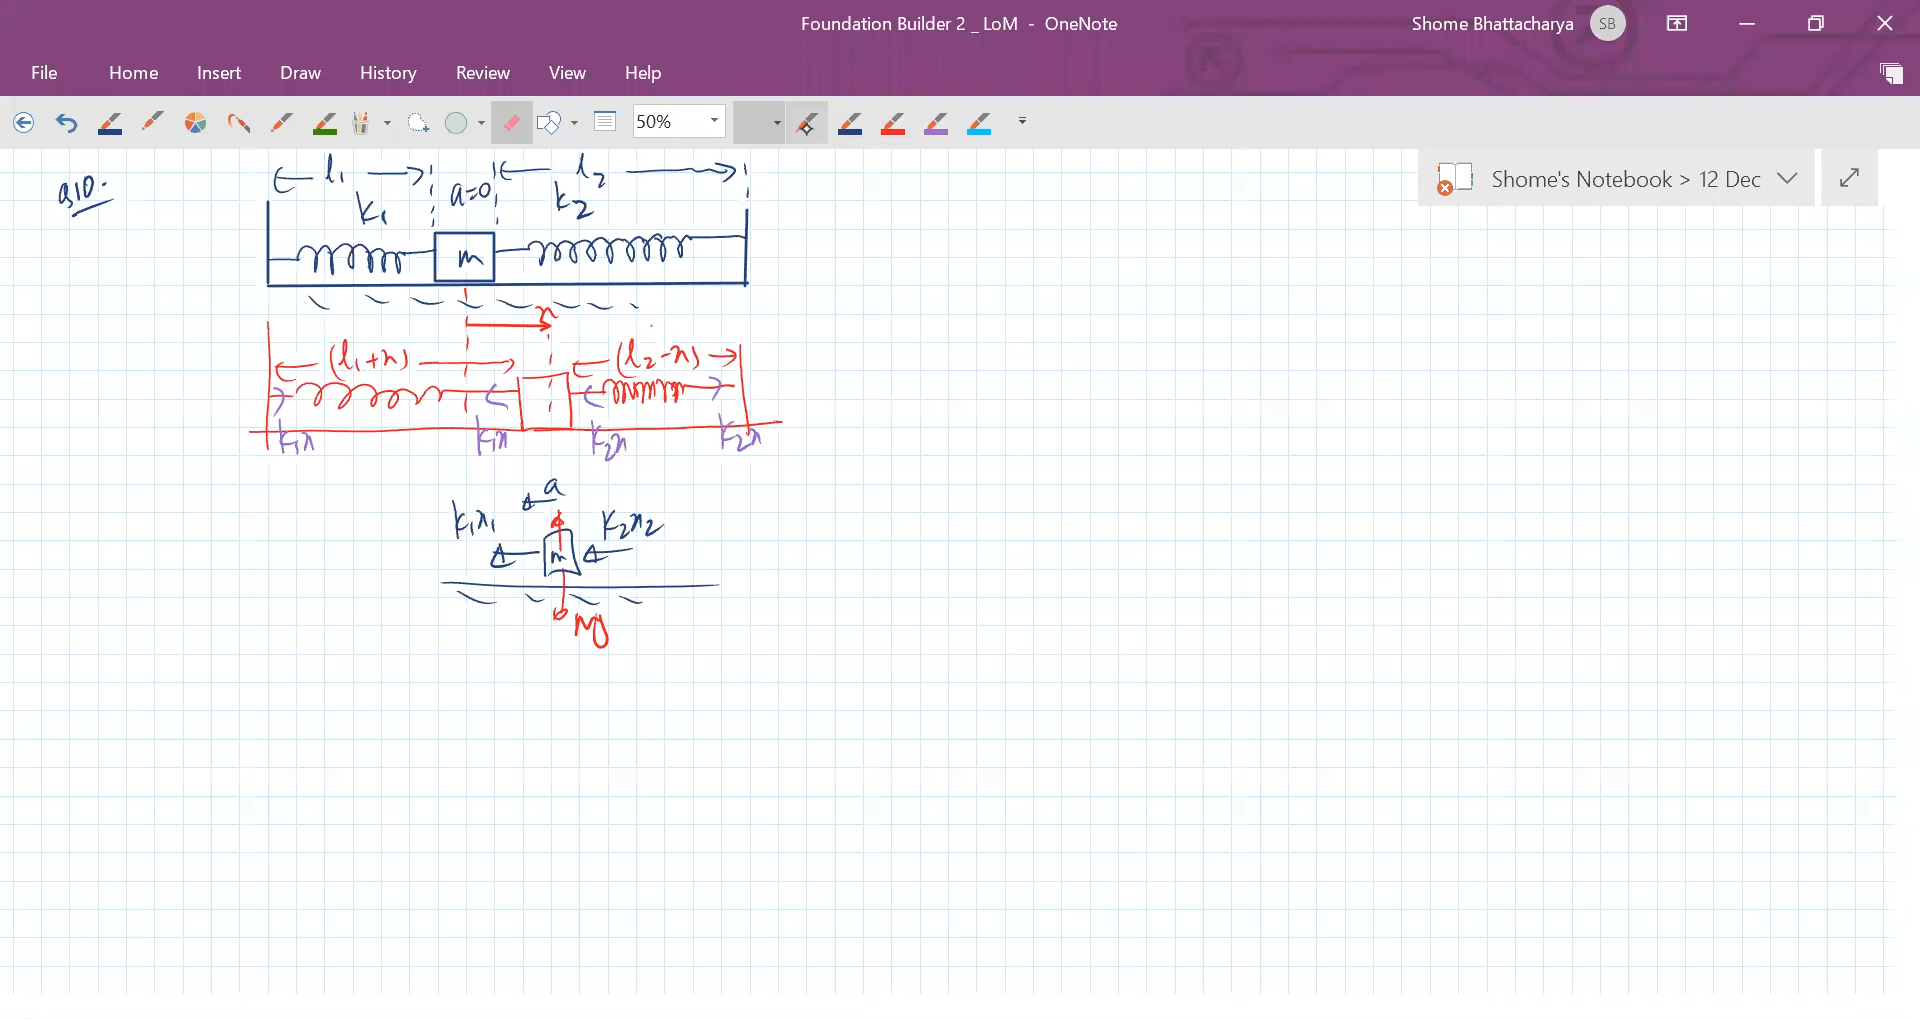 Foundation Builder 2 _ LoM - OneNote
Shome Bhattacharya SB
File Home Insert Draw History Review View Help
50%
Shome's Notebook > 12 Dec
Q10.
l₁ l₂
k₁ a=0 k₂
m
x
(l₁+x) (l₂-x)
k₁x k₁x k₂x k₂x
a
k₁x₁ k₂x₂
m
Mg